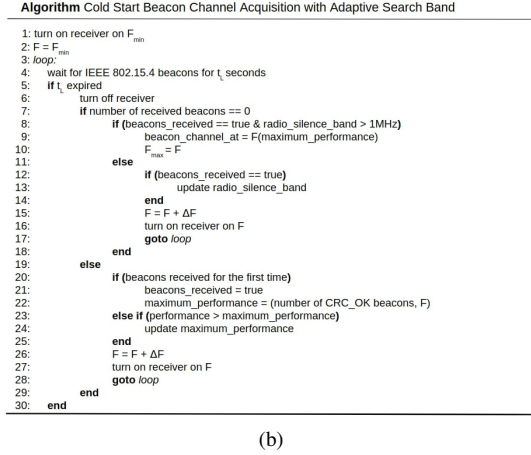 Algorithm Cold Start Beacon Channel Acquisition with Adaptive Search Band
1: turn on receiver on F_min
2: F = F_min
3: loop:
4: wait for IEEE 802.15.4 beacons for t_L seconds
5: if t_L expired
6: turn off receiver
7: if number of received beacons == 0
8: if (beacons_received == true & radio_silence_band > 1MHz)
9: beacon_channel_at = F(maximum_performance)
10: F_max = F
11: else
12: if (beacons_received == true)
13: update radio_silence_band
14: end
15: F = F + ΔF
16: turn on receiver on F
17: goto loop
18: end
19: else
20: if (beacons received for the first time)
21: beacons_received = true
22: maximum_performance = (number of CRC_OK beacons, F)
23: else if (performance > maximum_performance)
24: update maximum_performance
25: end
26: F = F + ΔF
27: turn on receiver on F
28: goto loop
29: end
30: end
(b)